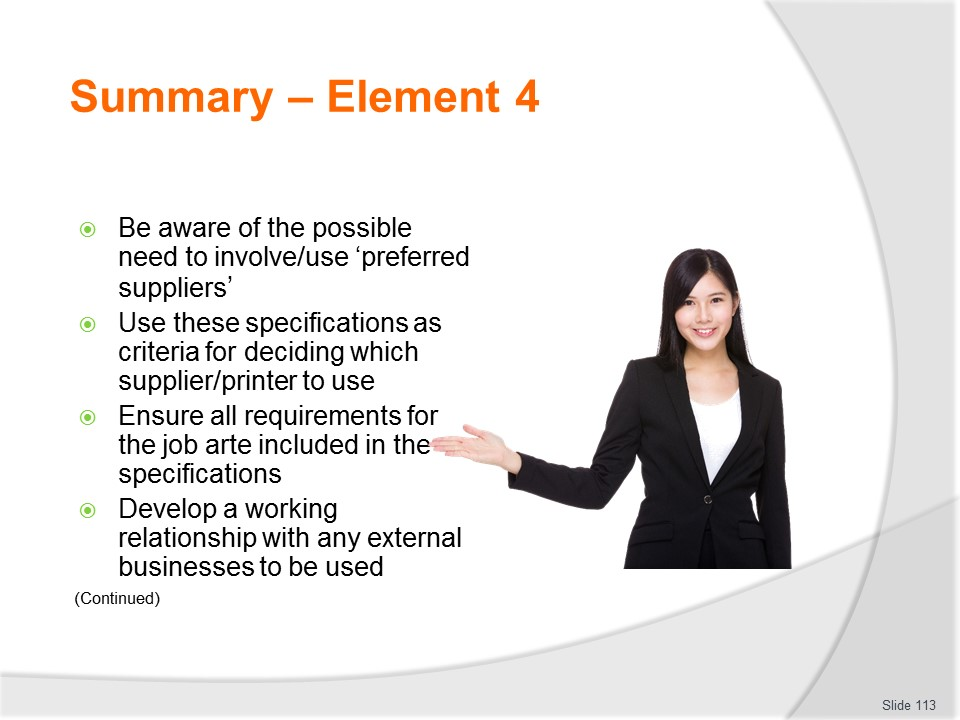 Summary – Element 4
Be aware of the possible
need to involve/use ‘preferred
suppliers’
Use these specifications as
criteria for deciding which
supplier/printer to use
Ensure all requirements for
the job arte included in the
specifications
Develop a working
relationship with any external
businesses to be used
(Continued)
Slide 113